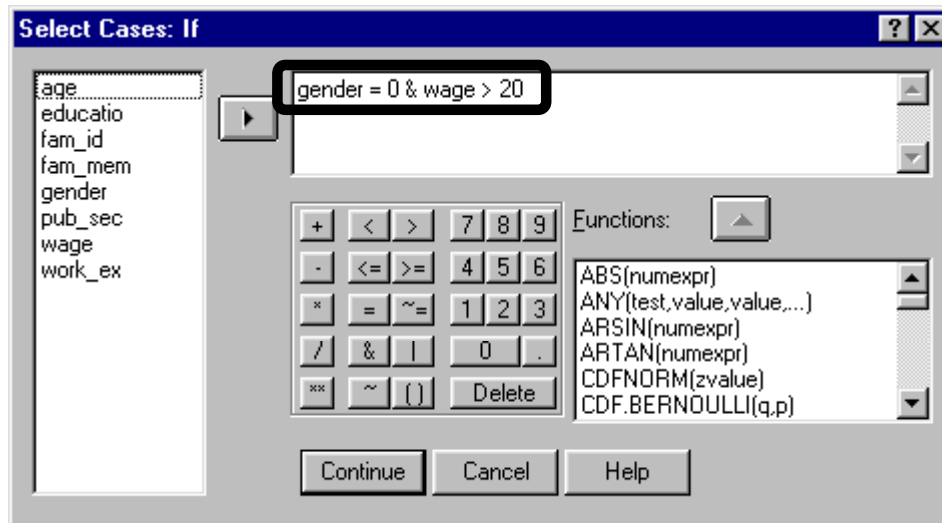 Select Cases: If
? ×
age
educatio
fam_id
fam_mem
gender
pub_sec
wage
work_ex
gender = 0 & wage > 20
+ < > 7 8 9
- <= >= 4 5 6
* = ~= 1 2 3
/ & | 0 .
** ~ () Delete
Functions:
ABS(numexpr)
ANY(test,value,value,...)
ARSIN(numexpr)
ARTAN(numexpr)
CDFNORM(zvalue)
CDF.BERNOULLI(q,p)
Continue Cancel Help